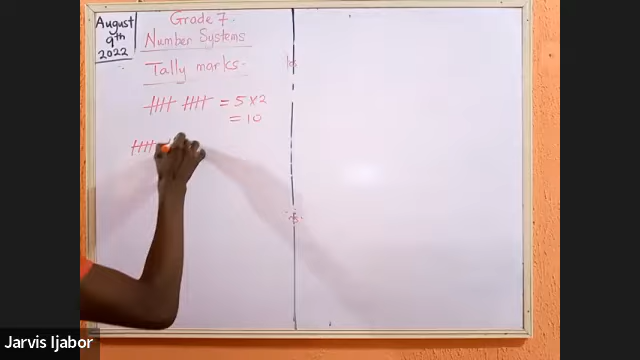 August
9th
2022
Grade 7.
Number Systems
Tally marks.
= 5 x 2
= 10
Jarvis Ijabor